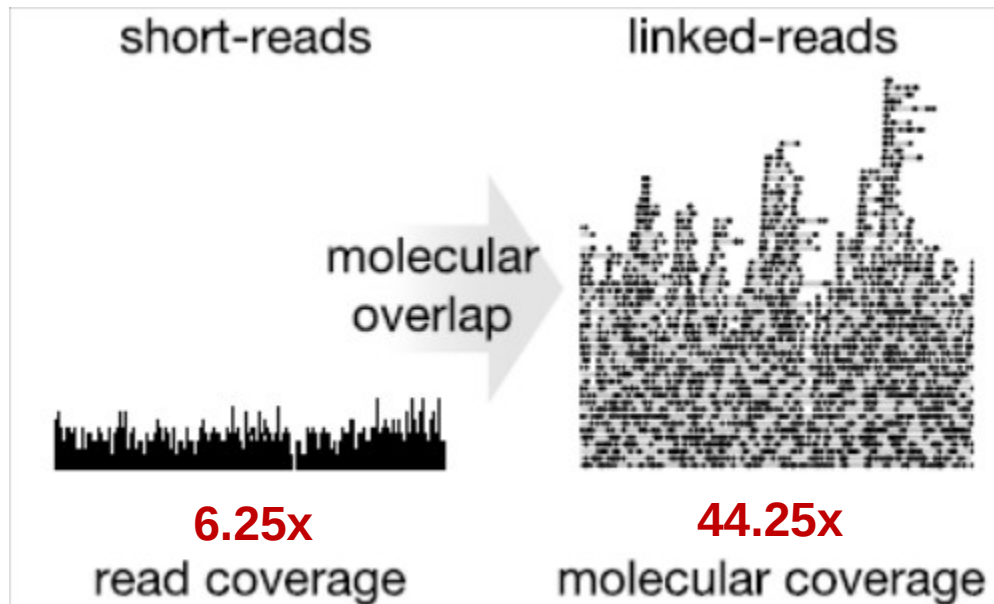 short-reads
linked-reads
molecular
overlap
6.25x
44.25x
read coverage
molecular coverage